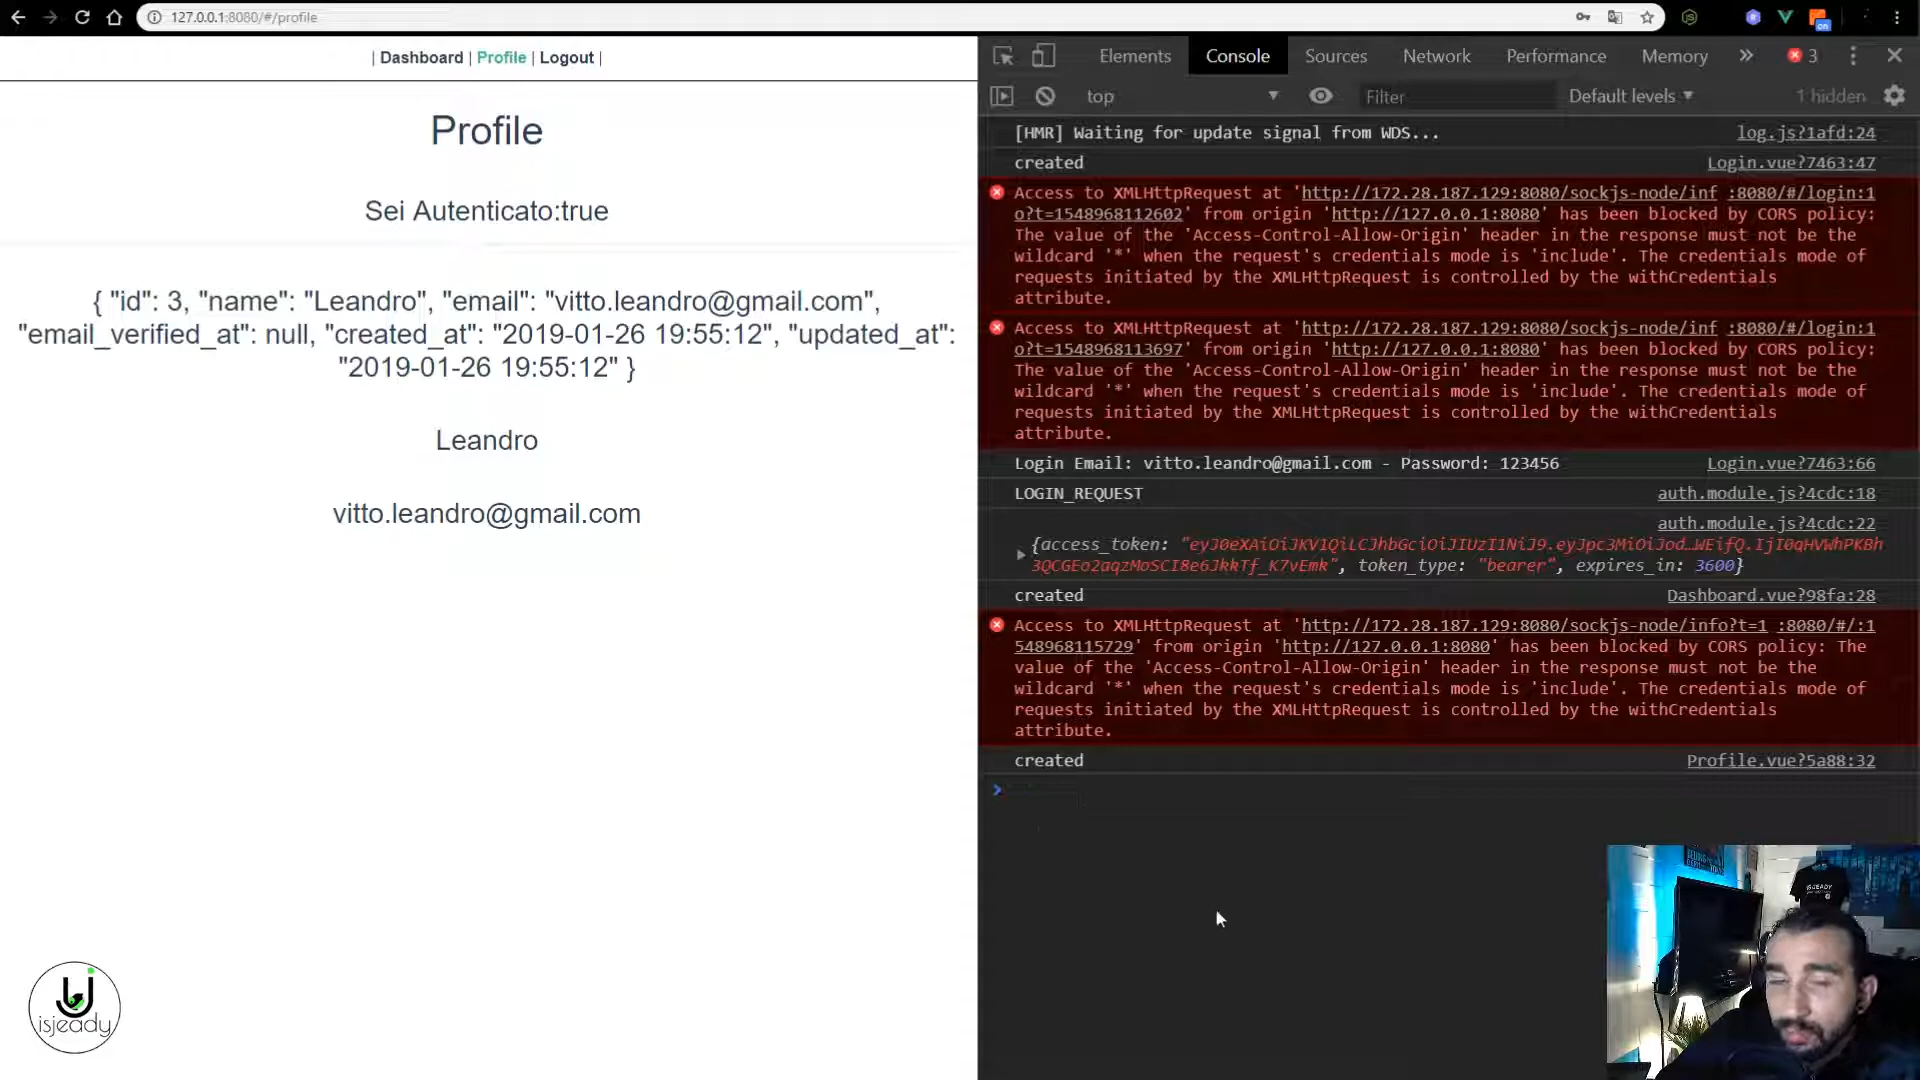 127.0.0.1:8080/#/profile
on
| Dashboard | Profile | Logout |
Profile
Sei Autenticato:true
{ "id": 3, "name": "Leandro", "email": "vitto.leandro@gmail.com",
"email_verified_at": null, "created_at": "2019-01-26 19:55:12", "updated_at":
"2019-01-26 19:55:12" }
Leandro
vitto.leandro@gmail.com
isjeady
Elements Console Sources Network Performance Memory » 3
top Filter Default levels 1 hidden
[HMR] Waiting for update signal from WDS... log.js?1afd:24
created Login.vue?7463:47
Access to XMLHttpRequest at 'http://172.28.187.129:8080/sockjs-node/inf :8080/#/login:1
o?t=1548968112602' from origin 'http://127.0.0.1:8080' has been blocked by CORS policy:
The value of the 'Access-Control-Allow-Origin' header in the response must not be the
wildcard '*' when the request's credentials mode is 'include'. The credentials mode of
requests initiated by the XMLHttpRequest is controlled by the withCredentials
attribute.
Access to XMLHttpRequest at 'http://172.28.187.129:8080/sockjs-node/inf :8080/#/login:1
o?t=1548968113697' from origin 'http://127.0.0.1:8080' has been blocked by CORS policy:
The value of the 'Access-Control-Allow-Origin' header in the response must not be the
wildcard '*' when the request's credentials mode is 'include'. The credentials mode of
requests initiated by the XMLHttpRequest is controlled by the withCredentials
attribute.
Login Email: vitto.leandro@gmail.com - Password: 123456 Login.vue?7463:66
LOGIN_REQUEST auth.module.js?4cdc:18
auth.module.js?4cdc:22
{access_token: "eyJ0eXAiOiJKV1QiLCJhbGciOiJIUzI1NiJ9.eyJpc3MiOiJod…WEifQ.IjI0qHVWhPKBh
3QCGEo2aqzMoSCI8e6JkkTf_K7vEmk", token_type: "bearer", expires_in: 3600}
created Dashboard.vue?98fa:28
Access to XMLHttpRequest at 'http://172.28.187.129:8080/sockjs-node/info?t=1 :8080/#/:1
548968115729' from origin 'http://127.0.0.1:8080' has been blocked by CORS policy: The
value of the 'Access-Control-Allow-Origin' header in the response must not be the
wildcard '*' when the request's credentials mode is 'include'. The credentials mode of
requests initiated by the XMLHttpRequest is controlled by the withCredentials
attribute.
created Profile.vue?5a88:32
ISJEADY